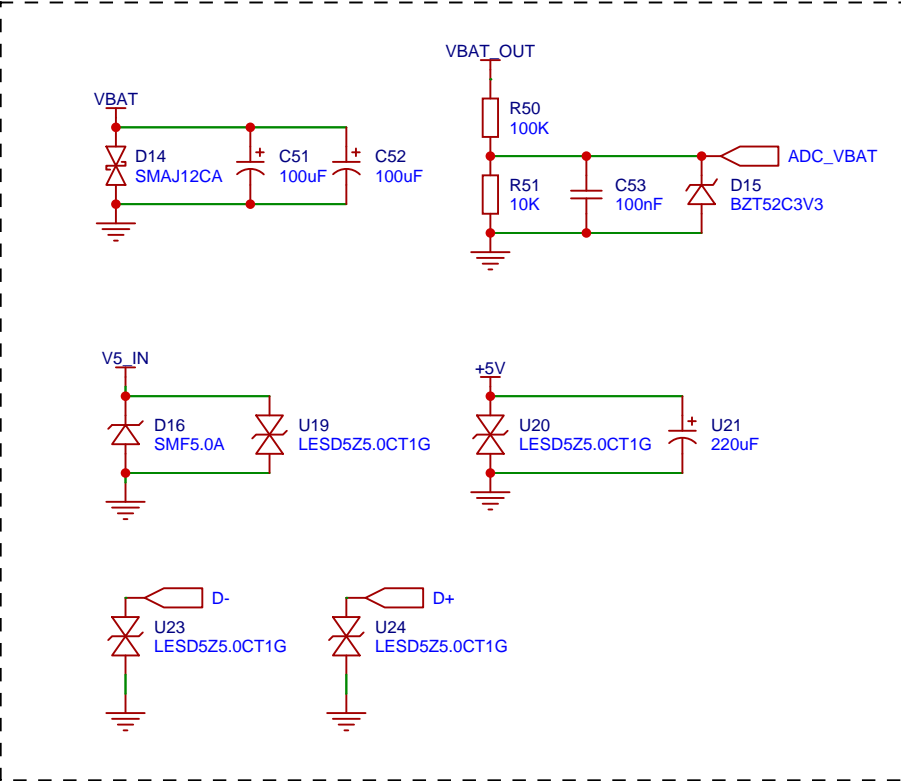 VBAT
D14
SMAJ12CA
C51
100uF
C52
100uF
VBAT_OUT
R50
100K
R51
10K
C53
100nF
ADC_VBAT
D15
BZT52C3V3
V5_IN
D16
SMF5.0A
U19
LESD5Z5.0CT1G
+5V
U20
LESD5Z5.0CT1G
+
U21
220uF
D-
U23
LESD5Z5.0CT1G
D+
U24
LESD5Z5.0CT1G